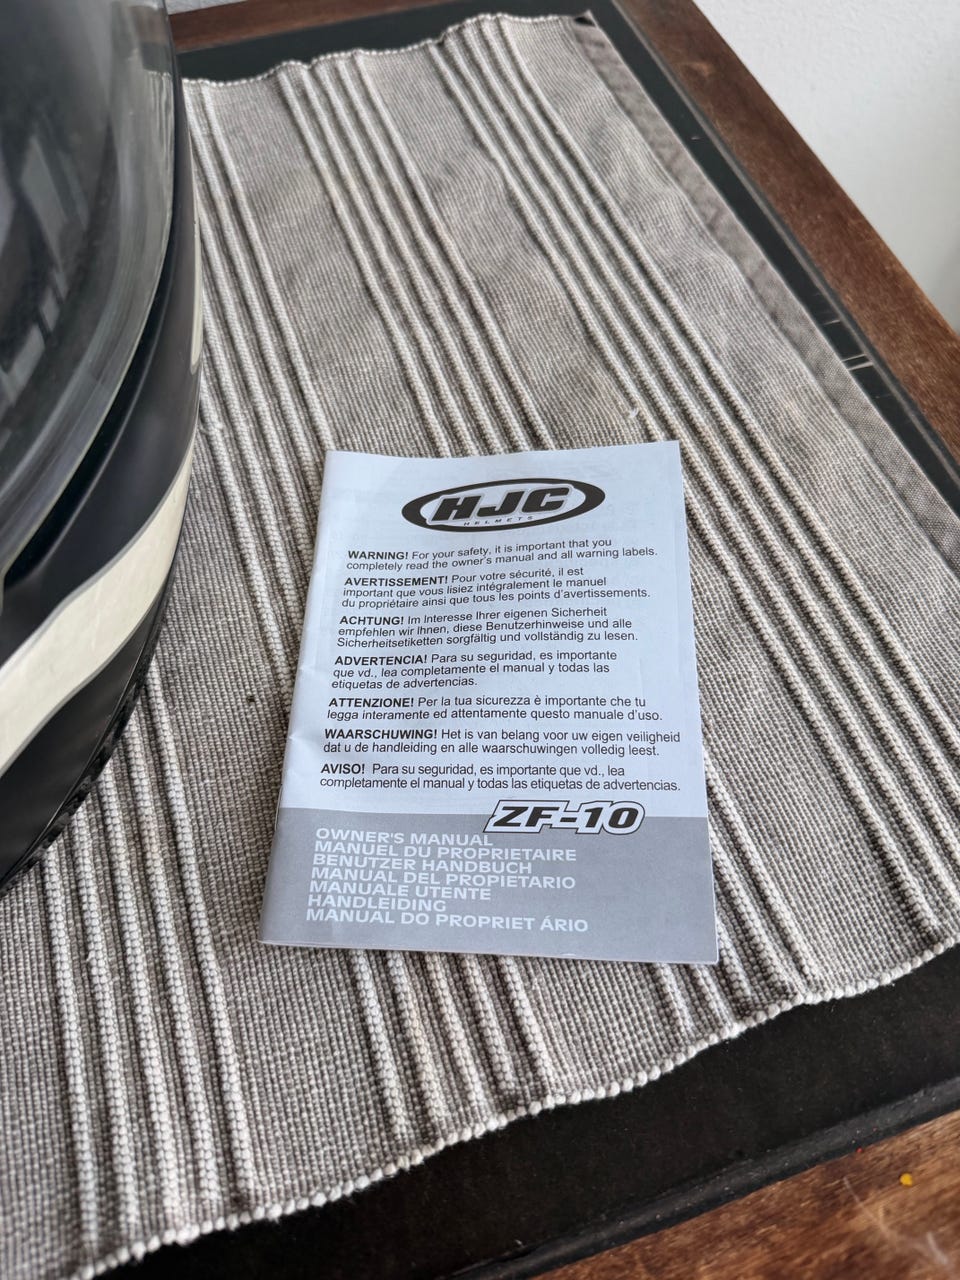 HJC
HELMETS
WARNING! For your safety, it is important that you
completely read the owner's manual and all warning labels.
AVERTISSEMENT! Pour votre sécurité, il est
important que vous lisiez intégralement le manuel
du propriétaire ainsi que tous les points d'avertisements.
ACHTUNG! Im Interesse Ihrer eigenen Sicherheit
empfehlen wir Ihnen, diese Benutzerhinweise und alle
Sicherheitsetiketten sorgfältig und vollständig zu lesen.
ADVERTENCIA! Para su seguridad, es importante
que vd., lea completamente el manual y todas las
etiquetas de advertencias.
ATTENZIONE! Per la tua sicurezza è importante che tu
legga interamente ed attentamente questo manuale d'uso.
WAARSCHUWING! Het is van belang voor uw eigen veiligheid
dat u de handleiding en alle waarschuwingen volledig leest.
AVISO! Para su seguridad, es importante que vd., lea
completamente el manual y todas las etiquetas de advertencias.
ZF-10
OWNER'S MANUAL
MANUEL DU PROPRIETAIRE
BENUTZER HANDBUCH
MANUAL DEL PROPIETARIO
MANUALE UTENTE
HANDLEIDING
MANUAL DO PROPRIET ÁRIO